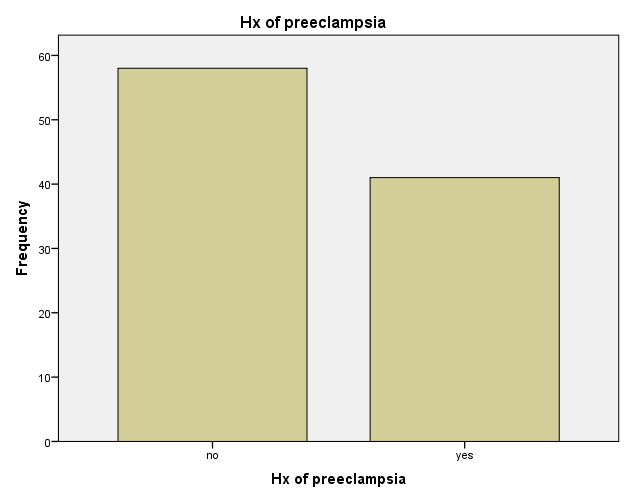 Hx of preeclampsia
60
50
40
30
20
10
0
Frequency
no yes
Hx of preeclampsia